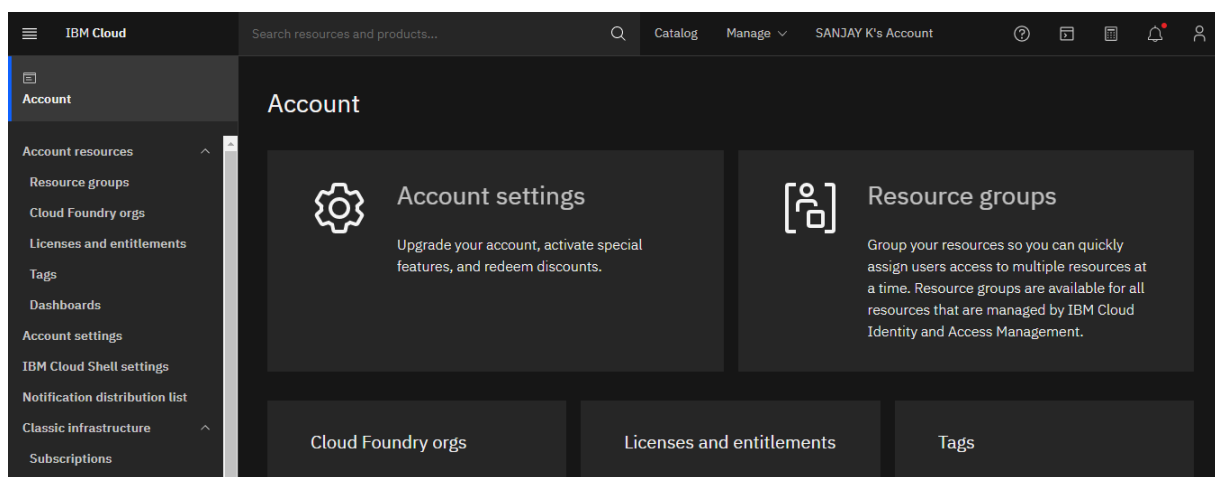 IBM Cloud
Search resources and products...
Catalog
Manage
SANJAY K's Account
Account
Account resources
Resource groups
Cloud Foundry orgs
Licenses and entitlements
Tags
Dashboards
Account settings
IBM Cloud Shell settings
Notification distribution list
Classic infrastructure
Subscriptions
Account
Account settings
Upgrade your account, activate special
features, and redeem discounts.
Resource groups
Group your resources so you can quickly
assign users access to multiple resources at
a time. Resource groups are available for all
resources that are managed by IBM Cloud
Identity and Access Management.
Cloud Foundry orgs
Licenses and entitlements
Tags